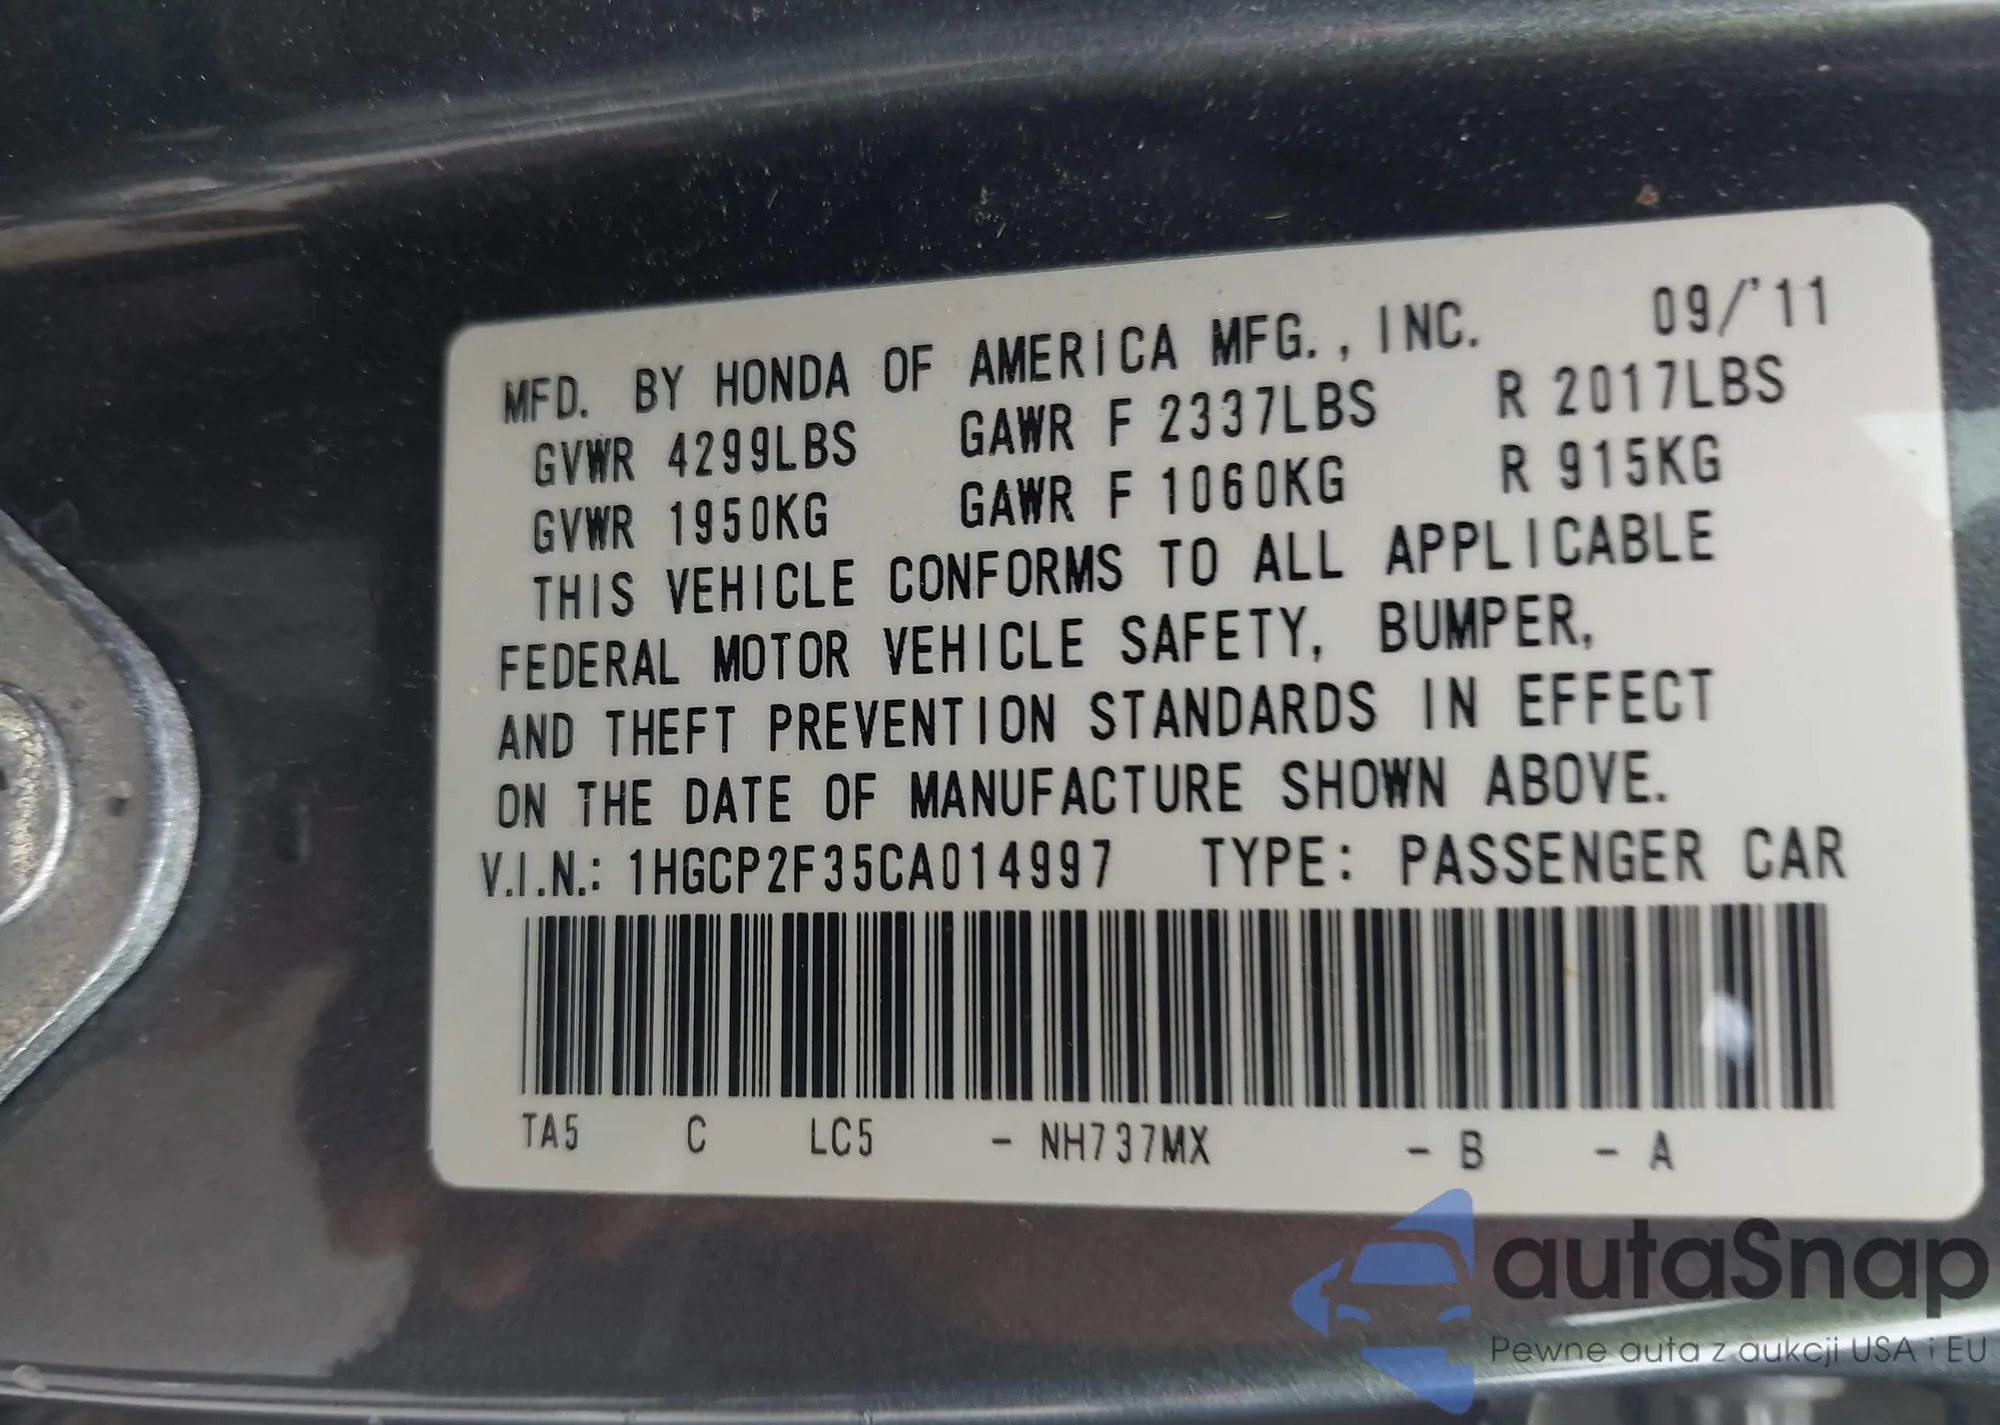 MFD. BY HONDA OF AMERICA MFG., INC. 09/'11
GVWR 4299LBS GAWR F 2337LBS R 2017LBS
GVWR 1950KG GAWR F 1060KG R 915KG
THIS VEHICLE CONFORMS TO ALL APPLICABLE
FEDERAL MOTOR VEHICLE SAFETY, BUMPER,
AND THEFT PREVENTION STANDARDS IN EFFECT
ON THE DATE OF MANUFACTURE SHOWN ABOVE.
V.I.N.: 1HGCP2F35CA014997 TYPE: PASSENGER CAR
TA5 C LC5 - NH737MX - B - A
autaSnap
Pewne auta z aukcji USA i EU